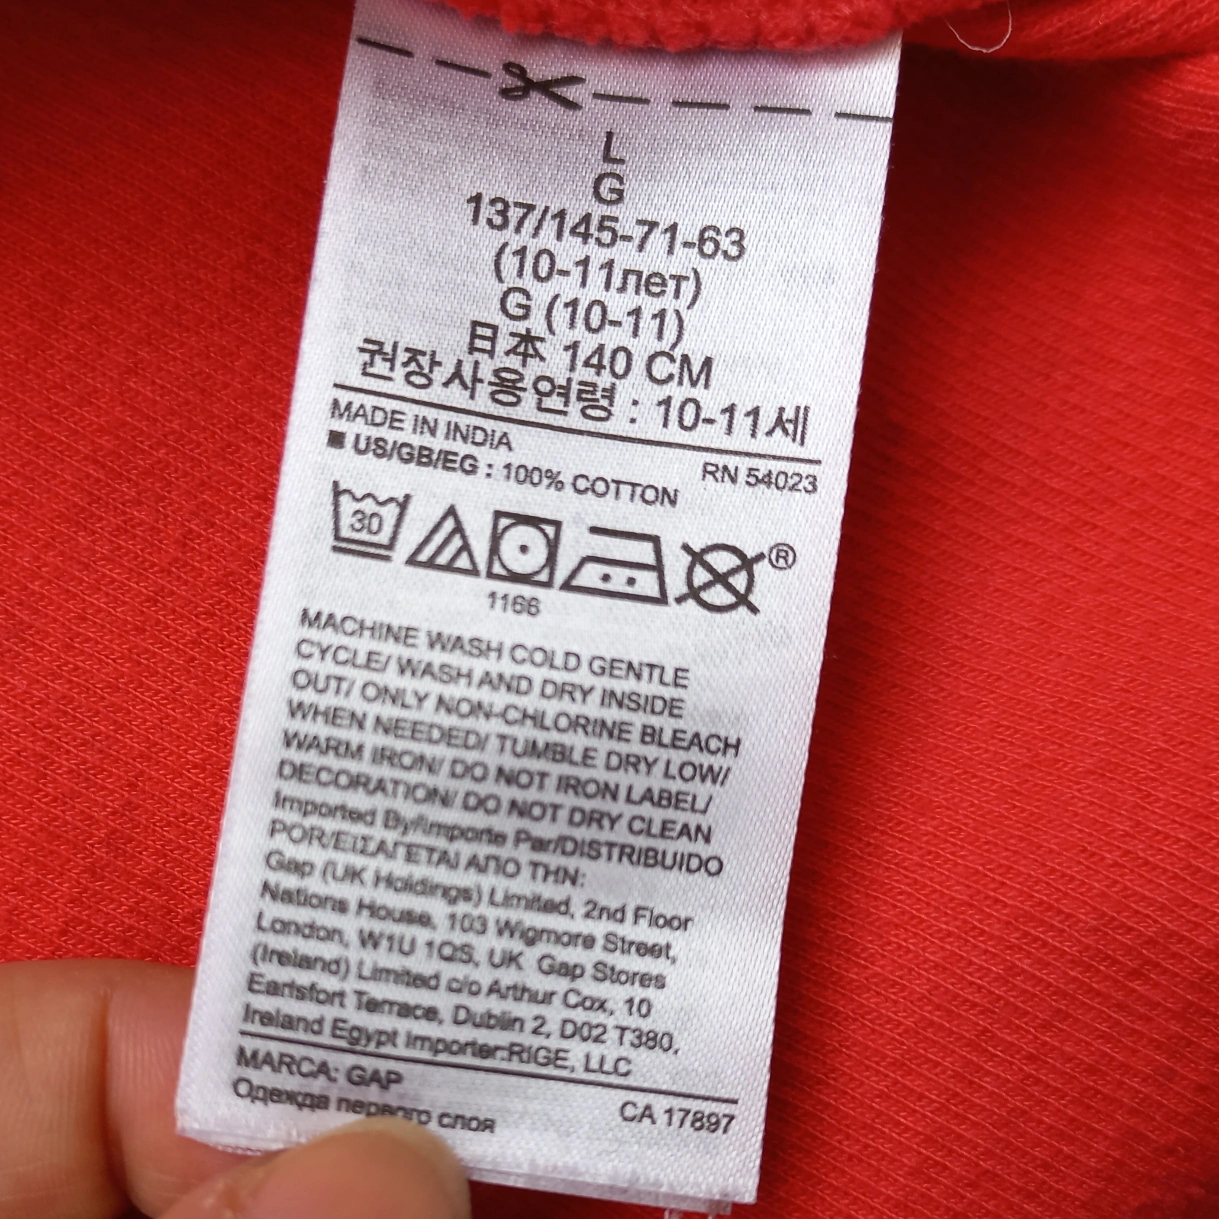 L
G
137/145-71-63
(10-11лет)
G (10-11)
日本 140 CM
권장사용연령 : 10-11세
MADE IN INDIA
RN 54023
■ US/GB/EG : 100% COTTON
30
®
1166
MACHINE WASH COLD GENTLE
CYCLE/ WASH AND DRY INSIDE
OUT/ ONLY NON-CHLORINE BLEACH
WHEN NEEDED/ TUMBLE DRY LOW/
WARM IRON/ DO NOT IRON LABEL/
DECORATION/ DO NOT DRY CLEAN
Imported By/Importe Par/DISTRIBUIDO
POR/ΕΙΣΑΓΕΤΑΙ ΑΠΟ ΤΗΝ:
Gap (UK Holdings) Limited, 2nd Floor
Nations House, 103 Wigmore Street,
London, W1U 1QS, UK Gap Stores
(Ireland) Limited c/o Arthur Cox, 10
Earlsfort Terrace, Dublin 2, D02 T380,
Ireland Egypt Importer:RIGE, LLC
MARCA: GAP
CA 17897
Одежда первого слоя